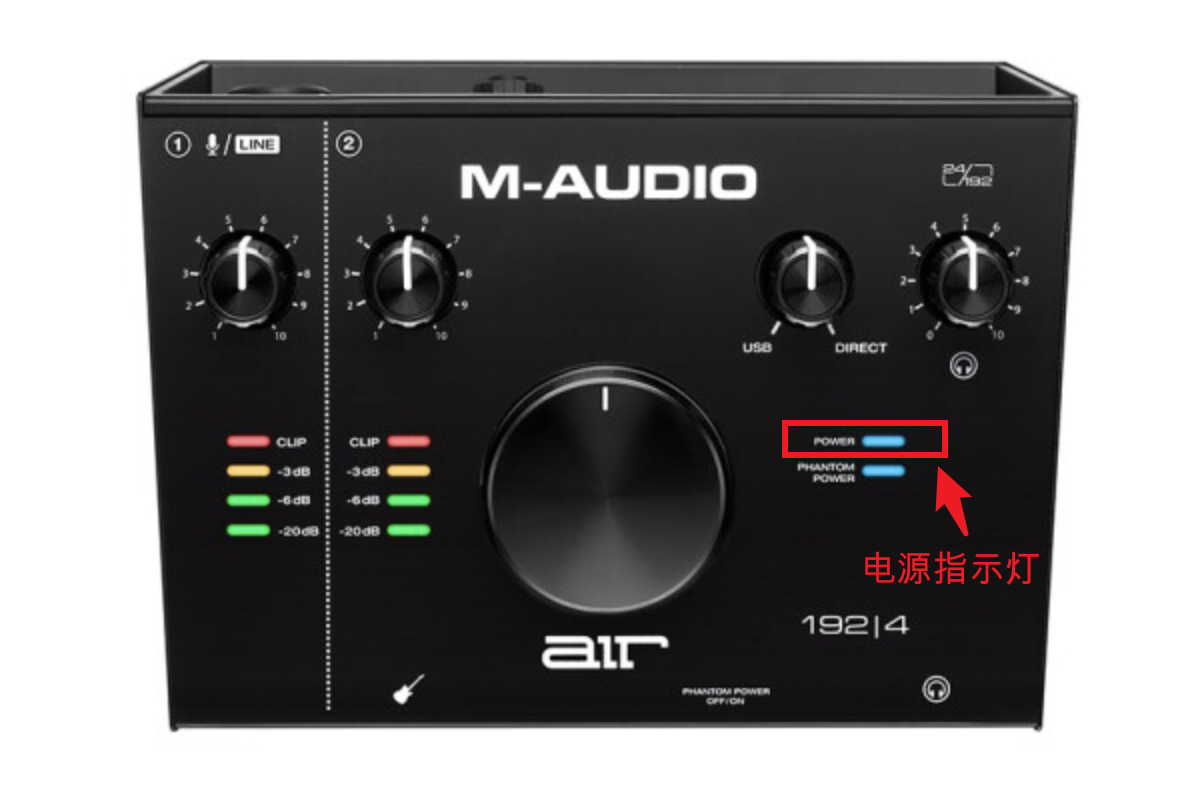 1 / LINE
2
M-AUDIO
24/192
1 2 3 4 5 6 7 8 9 10
1 2 3 4 5 6 7 8 9 10
USB DIRECT
0 1 2 3 4 5 6 7 8 9 10
CLIP
-3dB
-6dB
-20dB
CLIP
-3dB
-6dB
-20dB
POWER
PHANTOM
POWER
电源指示灯
192|4
air
PHANTOM POWER
OFF/ON